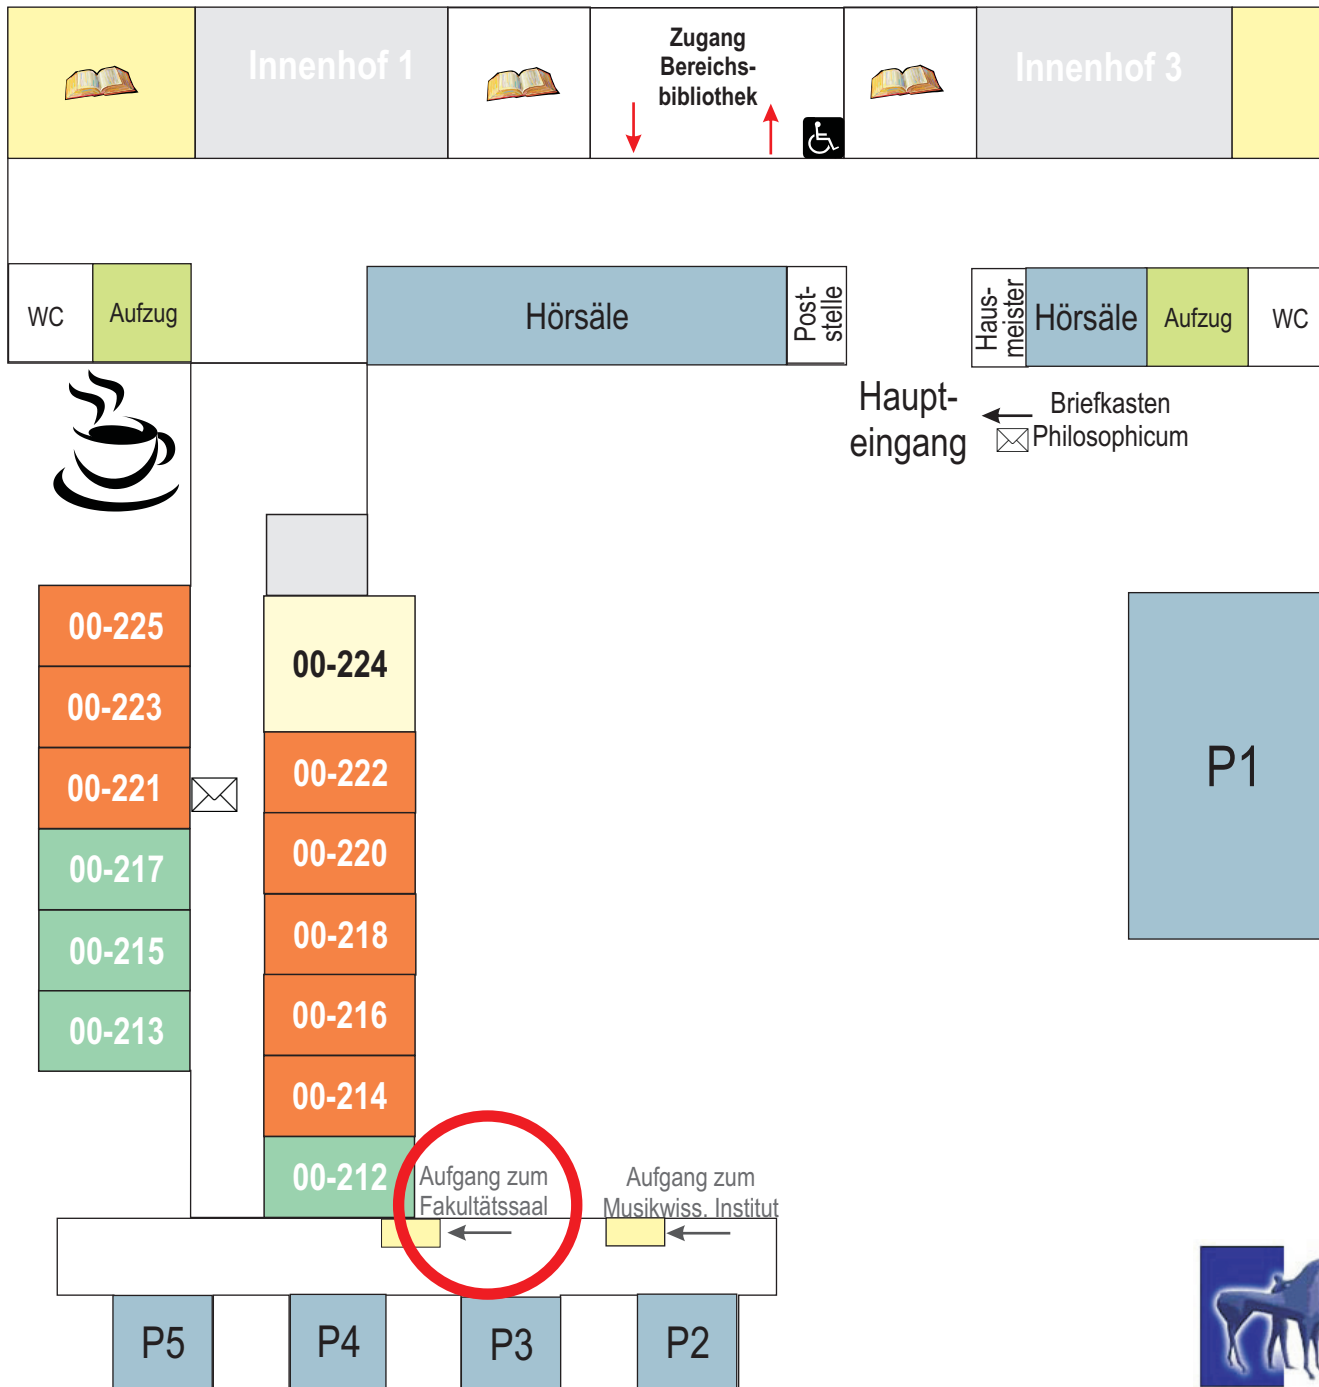 Innenhof 1
Zugang
Bereichs-
bibliothek
Innenhof 3
WC
Aufzug
Hörsäle
Post-
stelle
Haus-
meister
Hörsäle
Aufzug
WC
Haupt-
eingang
Briefkasten
Philosophicum
00-225
00-223
00-221
00-217
00-215
00-213
00-224
00-222
00-220
00-218
00-216
00-214
00-212
P1
Aufgang zum
Fakultätssaal
Aufgang zum
Musikwiss. Institut
P5
P4
P3
P2